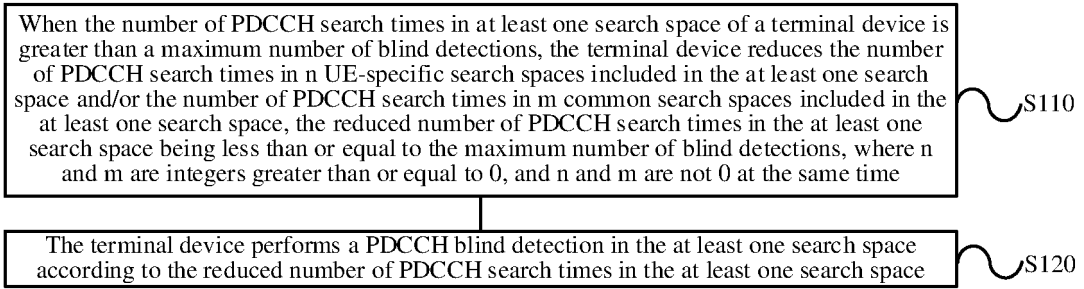 When the number of PDCCH search times in at least one search space of a terminal device is
greater than a maximum number of blind detections, the terminal device reduces the number
of PDCCH search times in n UE-specific search spaces included in the at least one search
space and/or the number of PDCCH search times in m common search spaces included in the
at least one search space, the reduced number of PDCCH search times in the at least one
search space being less than or equal to the maximum number of blind detections, where n
and m are integers greater than or equal to 0, and n and m are not 0 at the same time
S110
The terminal device performs a PDCCH blind detection in the at least one search space
according to the reduced number of PDCCH search times in the at least one search space
S120